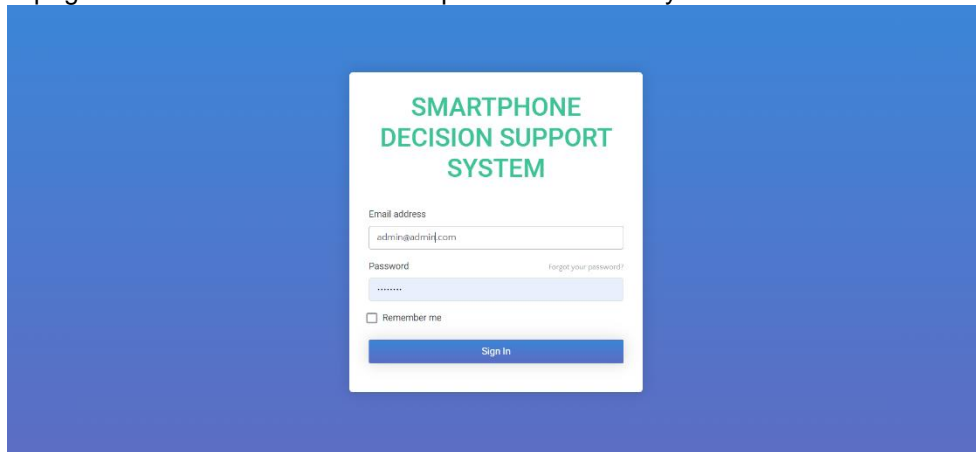 SMARTPHONE
DECISION SUPPORT
SYSTEM
Email address
admin@admin.com
Password Forgot your password?
........
Remember me
Sign In